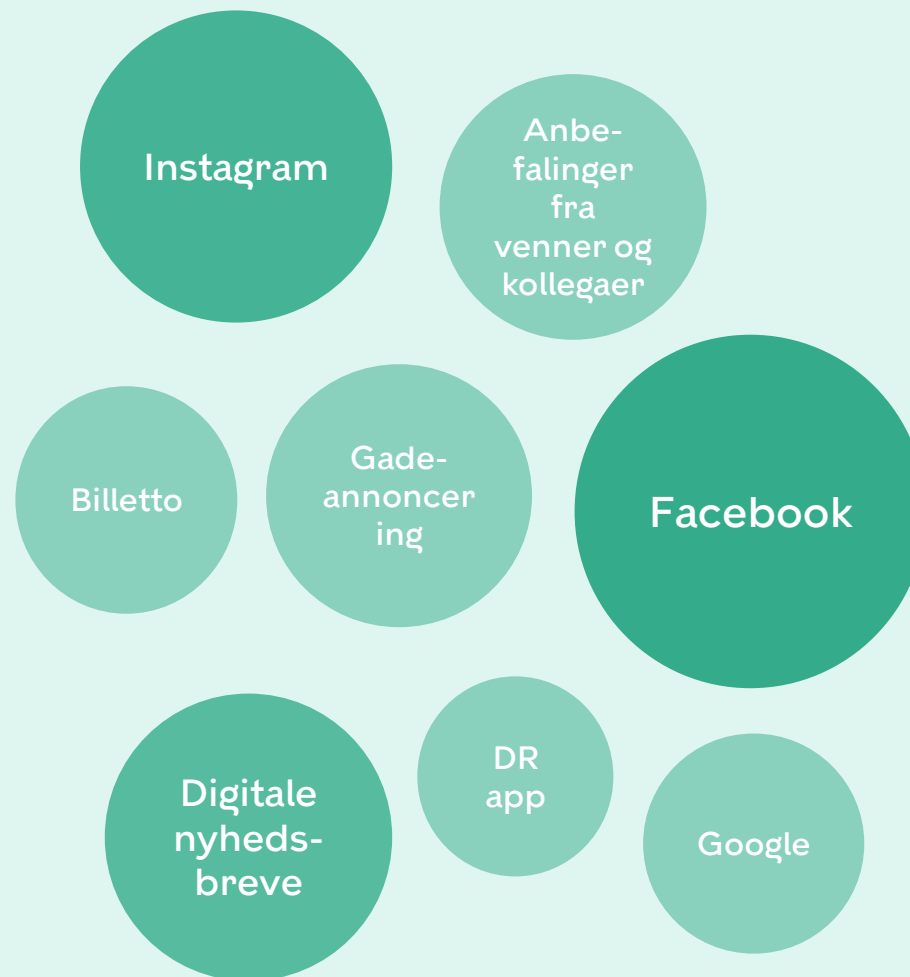 Instagram
Anbe-
falinger
fra
venner og
kollegaer
Billetto
Gade-
annoncer
ing
Facebook
Digitale
nyheds-
breve
DR
app
Google